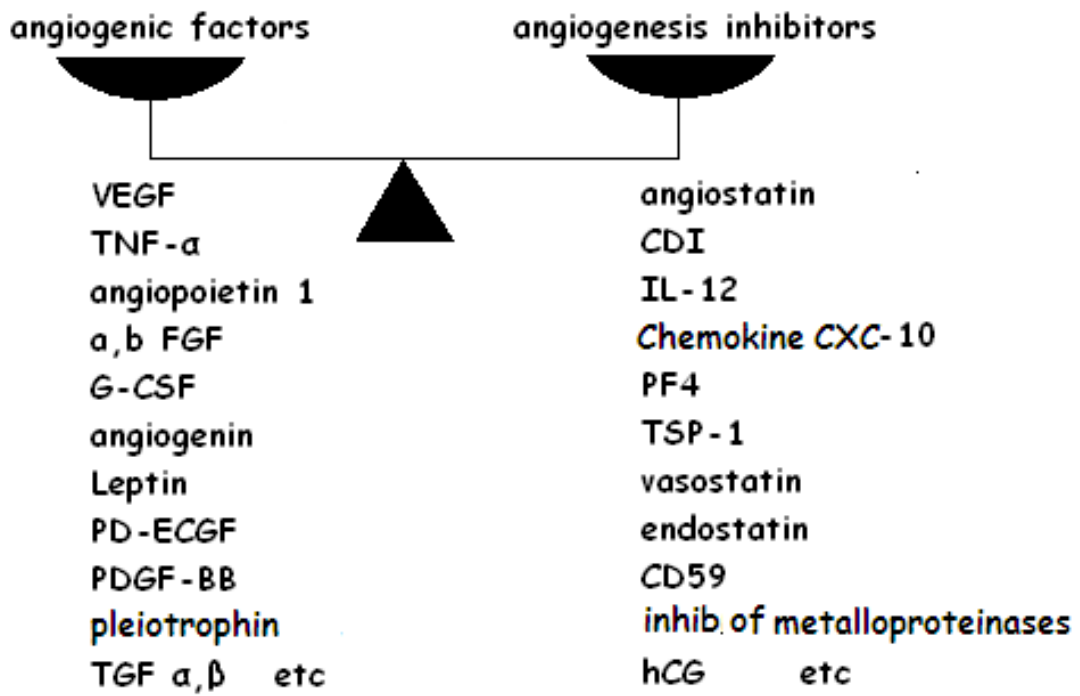 angiogenic factors
angiogenesis inhibitors
VEGF
TNF-α
angiopoietin 1
a,b FGF
G-CSF
angiogenin
Leptin
PD-ECGF
PDGF-BB
pleiotrophin
TGF α,β etc
angiostatin
CDI
IL-12
Chemokine CXC-10
PF4
TSP-1
vasostatin
endostatin
CD59
inhib. of metalloproteinases
hCG etc